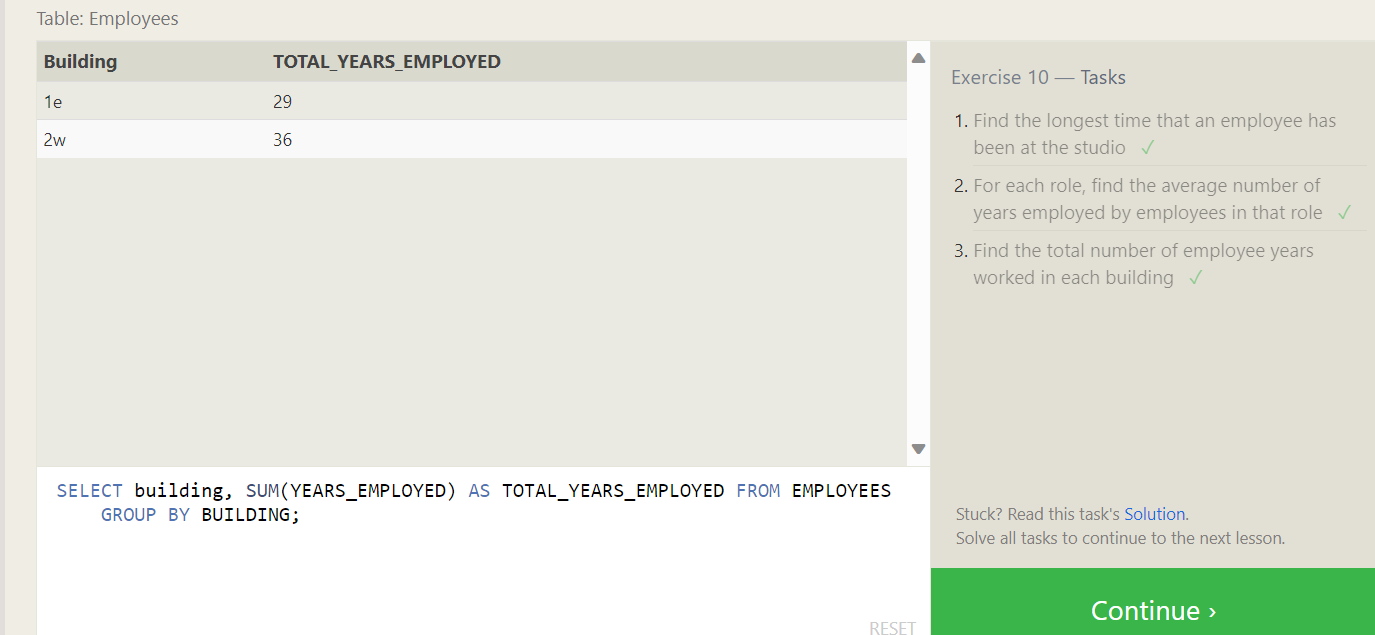 Table: Employees
Building TOTAL_YEARS_EMPLOYED
1e 29
2w 36
SELECT building, SUM(YEARS_EMPLOYED) AS TOTAL_YEARS_EMPLOYED FROM EMPLOYEES
GROUP BY BUILDING;
RESET
Exercise 10 — Tasks
1. Find the longest time that an employee has
been at the studio ✓
2. For each role, find the average number of
years employed by employees in that role ✓
3. Find the total number of employee years
worked in each building ✓
Stuck? Read this task's Solution.
Solve all tasks to continue to the next lesson.
Continue ›